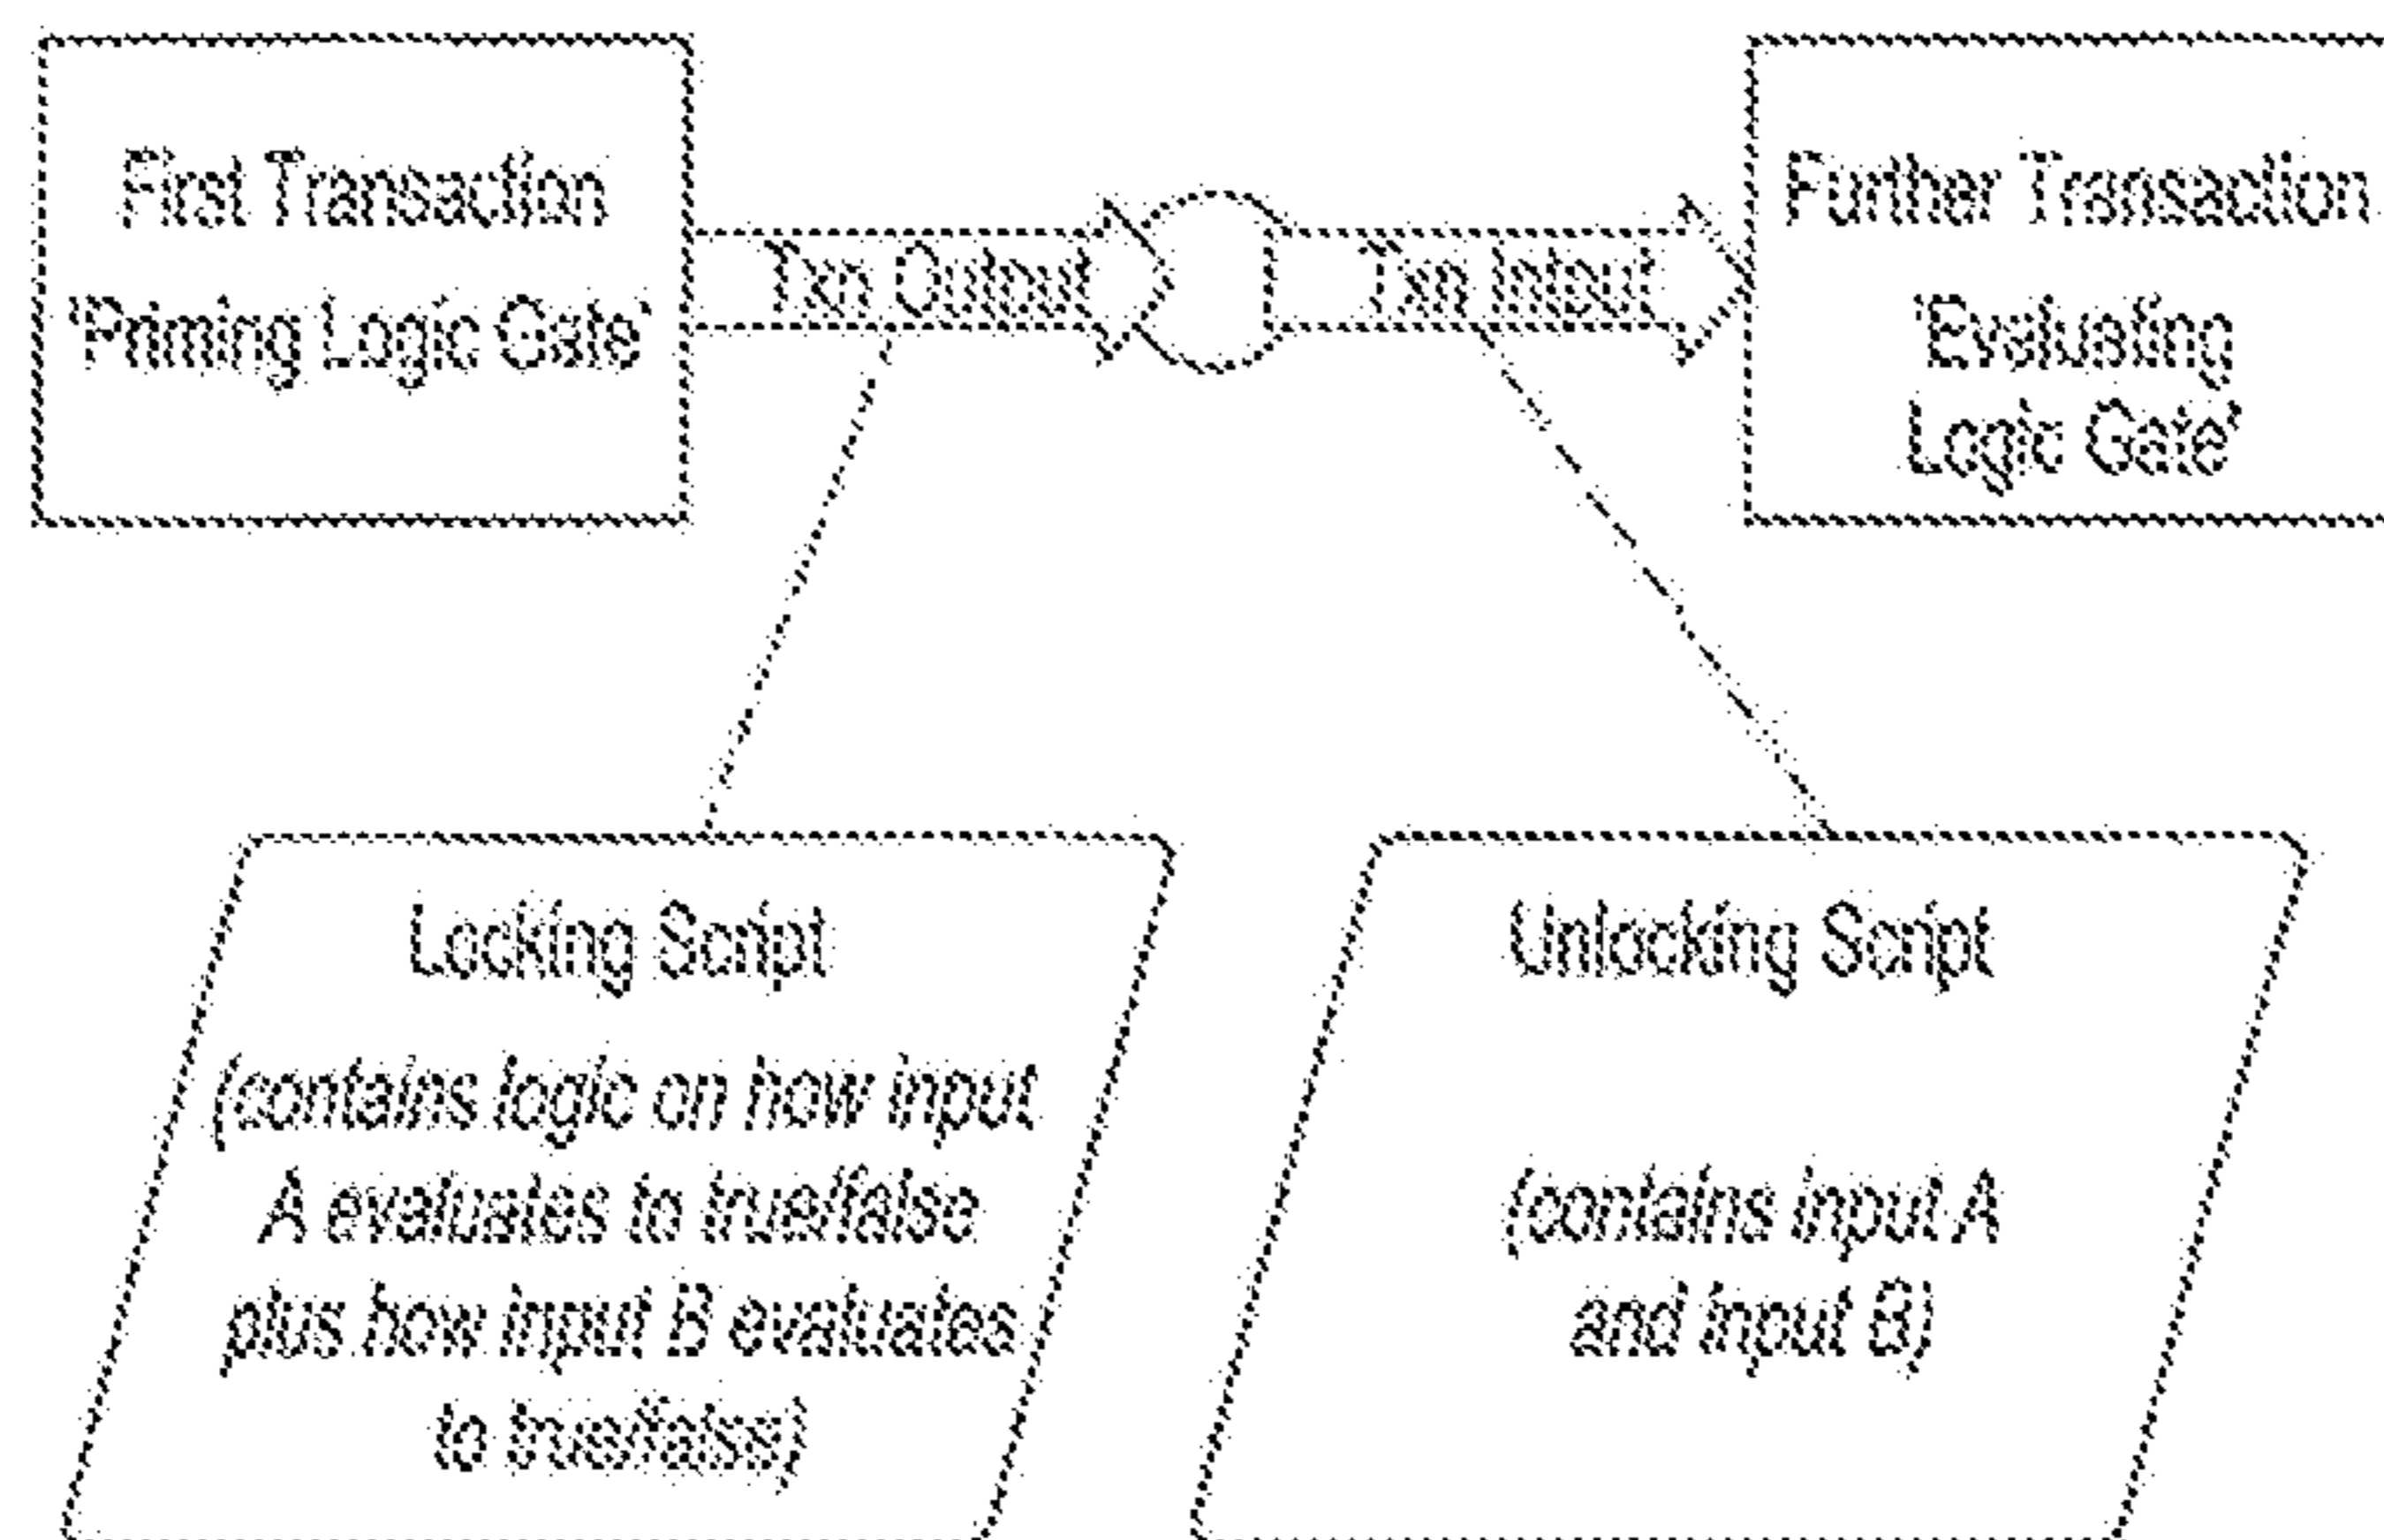 First Transaction
'Priming Logic Gate'
Txn Output
Txn Intput
Further Transaction
'Evaluating
Logic Gate'
Locking Script
(contains logic on how input
A evaluates to true/false
plus how input B evaluates
to true/false)
Unlocking Script
(contains input A
and input B)